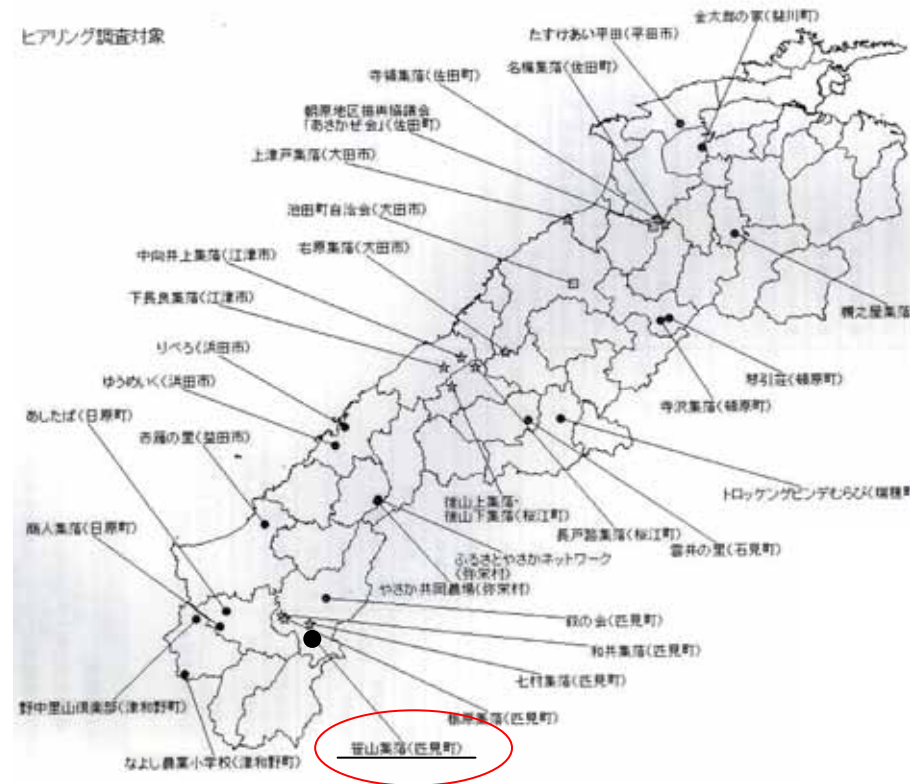 ヒアリング調査対象
金太郎の家(斐川町)
たすけあい平田(平田市)
名梅集落(佐田町)
寺領集落(佐田町)
朝原地区振興協議会
「あさかぜ会」(佐田町)
上津戸集落(大田市)
池田町自治会(大田市)
右原集落(大田市)
中向井上集落(江津市)
下長良集落(江津市)
りべろ(浜田市)
ゆうめいく(浜田市)
あしたば(日原町)
赤雁の里(益田市)
商人集落(日原町)
幡之屋集落
琴引荘(頓原町)
寺沢集落(頓原町)
トロッケングビンデむらび(瑞穂町
後山上集落・
後山下集落(桜江町)
長戸路集落(桜江町)
雲井の里(石見町)
ふるさとやさかネットワーク
(弥栄村)
やさか共同農場(弥栄村)
萩の会(匹見町)
和共集落(匹見町)
七村集落(匹見町)
野中里山倶楽部(津和野町)
笹山集落(匹見町)
なよし農業小学校(津和野町)